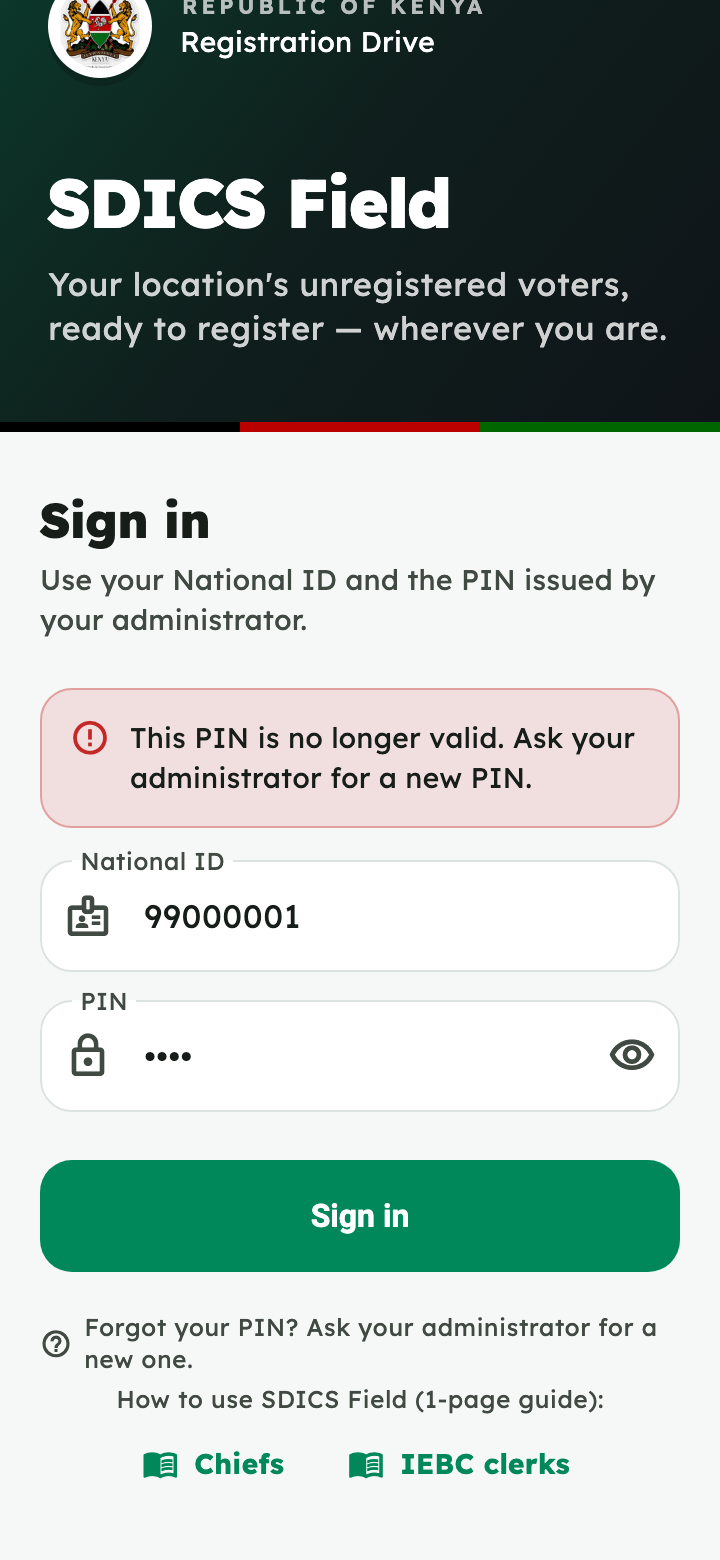 REPUBLIC OF KENYA
Registration Drive
SDICS Field
Your location's unregistered voters,
ready to register — wherever you are.
Sign in
Use your National ID and the PIN issued by
your administrator.
This PIN is no longer valid. Ask your
administrator for a new PIN.
National ID
99000001
PIN
••••
Sign in
Forgot your PIN? Ask your administrator for a
new one.
How to use SDICS Field (1-page guide):
Chiefs
IEBC clerks